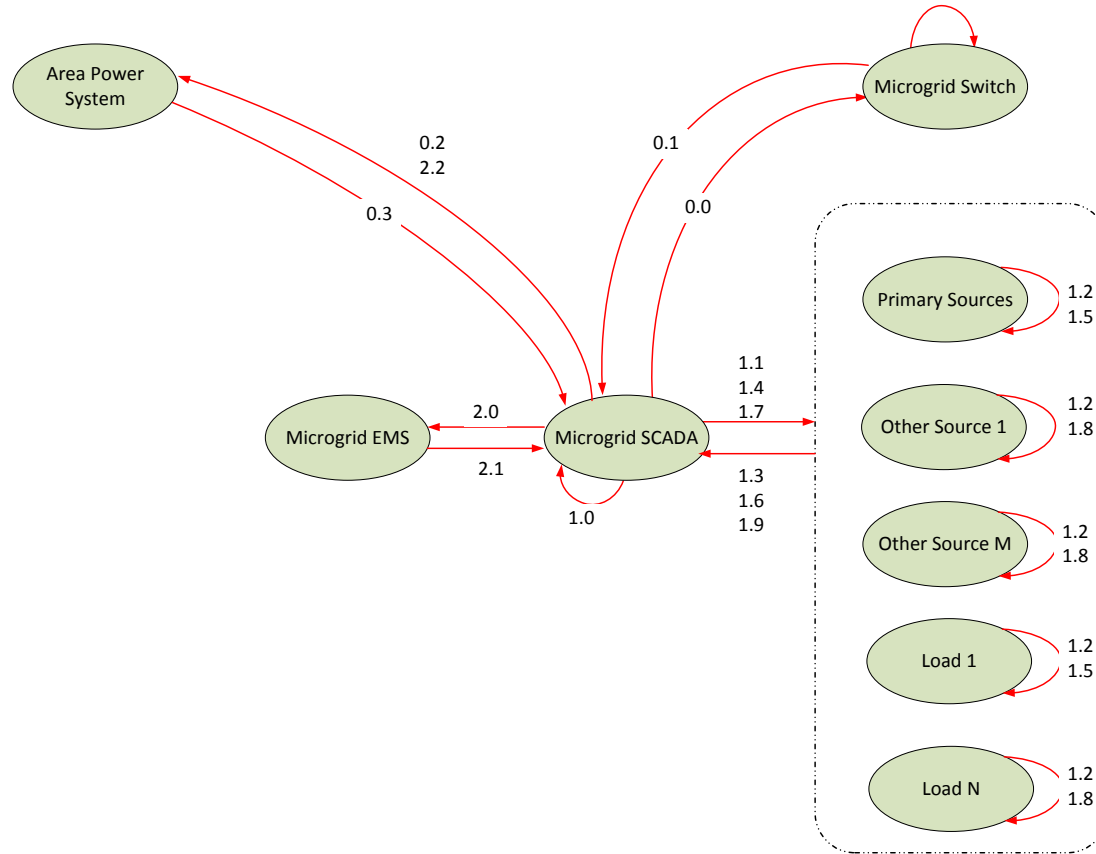 Area Power
System
Microgrid Switch
0.2
2.2
0.1
0.3
0.0
Primary Sources
1.2
1.5
Other Source 1
1.2
1.8
1.1
1.4
1.7
2.0
Microgrid EMS
Microgrid SCADA
2.1
1.3
1.6
1.9
1.0
Other Source M
1.2
1.8
Load 1
1.2
1.5
Load N
1.2
1.8